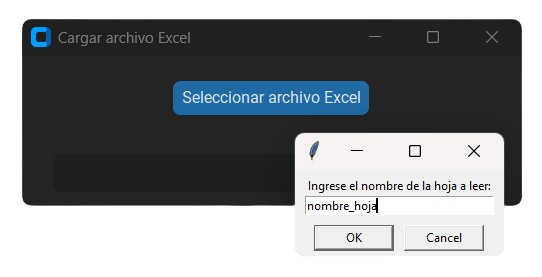 Cargar archivo Excel
Seleccionar archivo Excel
Ingrese el nombre de la hoja a leer:
nombre_hoja
OK
Cancel